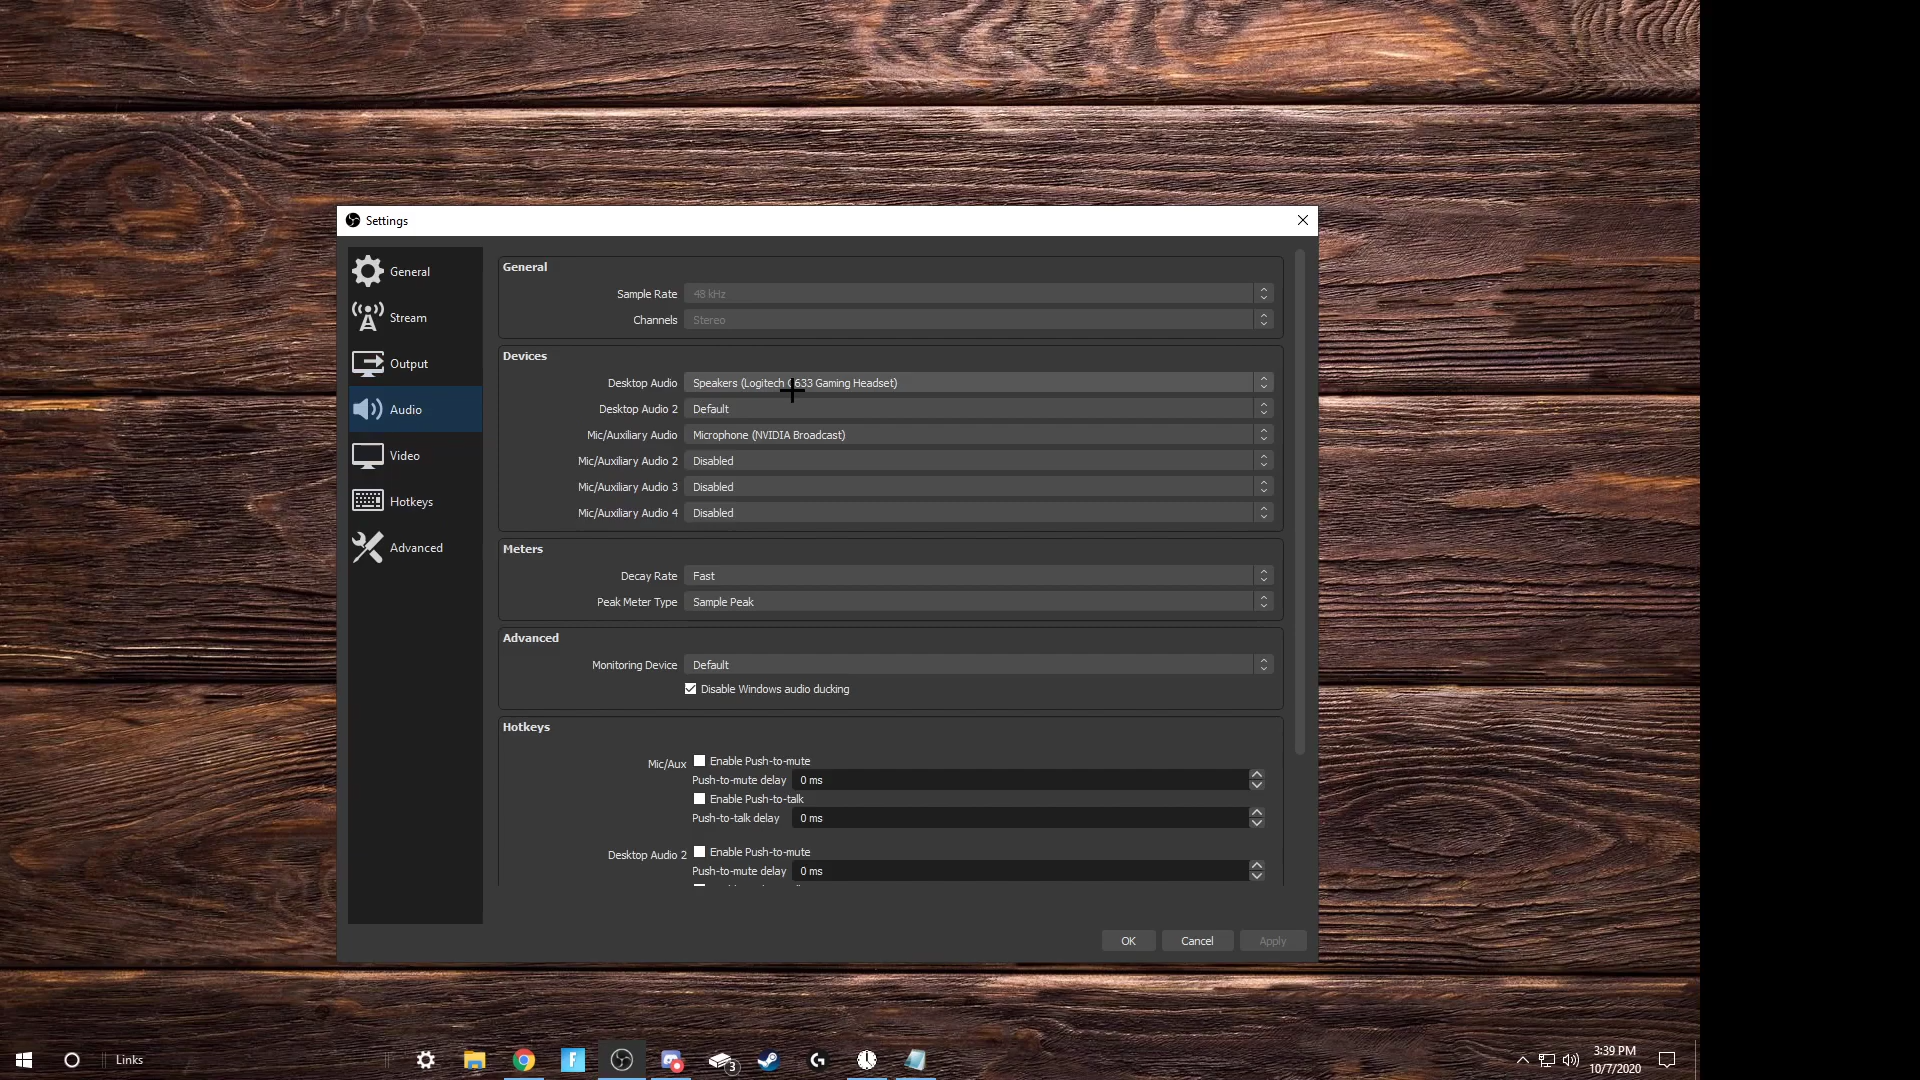 Settings
General
Stream
Output
Audio
Video
Hotkeys
Advanced
General
Sample Rate 48 kHz
Channels Stereo
Devices
Desktop Audio Speakers (Logitech G633 Gaming Headset)
Desktop Audio 2 Default
Mic/Auxiliary Audio Microphone (NVIDIA Broadcast)
Mic/Auxiliary Audio 2 Disabled
Mic/Auxiliary Audio 3 Disabled
Mic/Auxiliary Audio 4 Disabled
Meters
Decay Rate Fast
Peak Meter Type Sample Peak
Advanced
Monitoring Device Default
Disable Windows audio ducking
Hotkeys
Mic/Aux Enable Push-to-mute
Push-to-mute delay 0 ms
Enable Push-to-talk
Push-to-talk delay 0 ms
Desktop Audio 2 Enable Push-to-mute
Push-to-mute delay 0 ms
OK Cancel Apply
Links
3
3:39 PM
10/7/2020